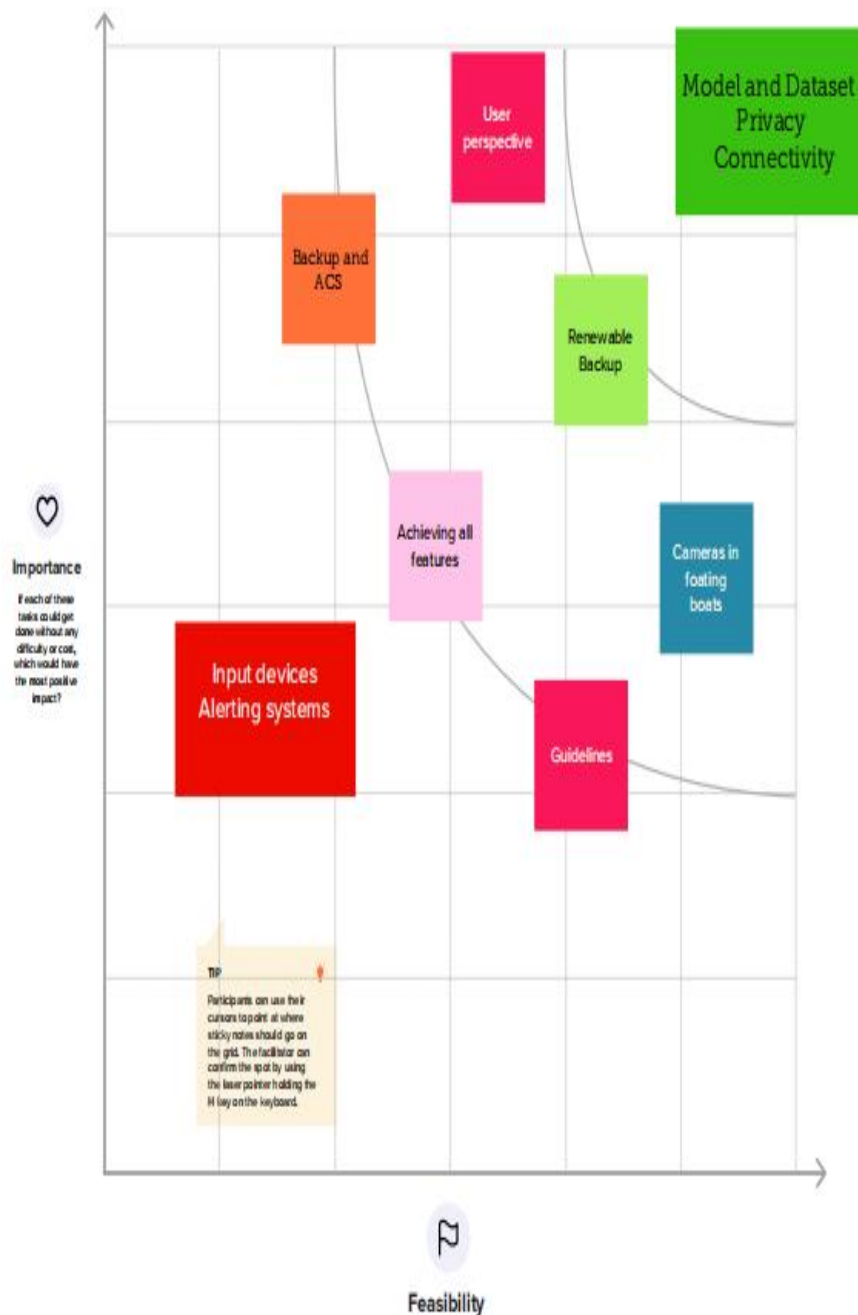 User
perspective
Model and Dataset
Privacy
Connectivity
Backup and
ACS
Renewable
Backup
Achieving all
features
Cameras in
foating
boats
Importance
If each of these
tasks could get
done without any
difficulty or cost,
which would have
the most positive
impact?
Input devices
Alerting systems
Guidelines
TIP
Participants can use their
cursors to point at where
sticky notes should go on
the grid. The facilitator can
confirm the spot by using
the laser pointer holding the
H key on the keyboard.
Feasibility